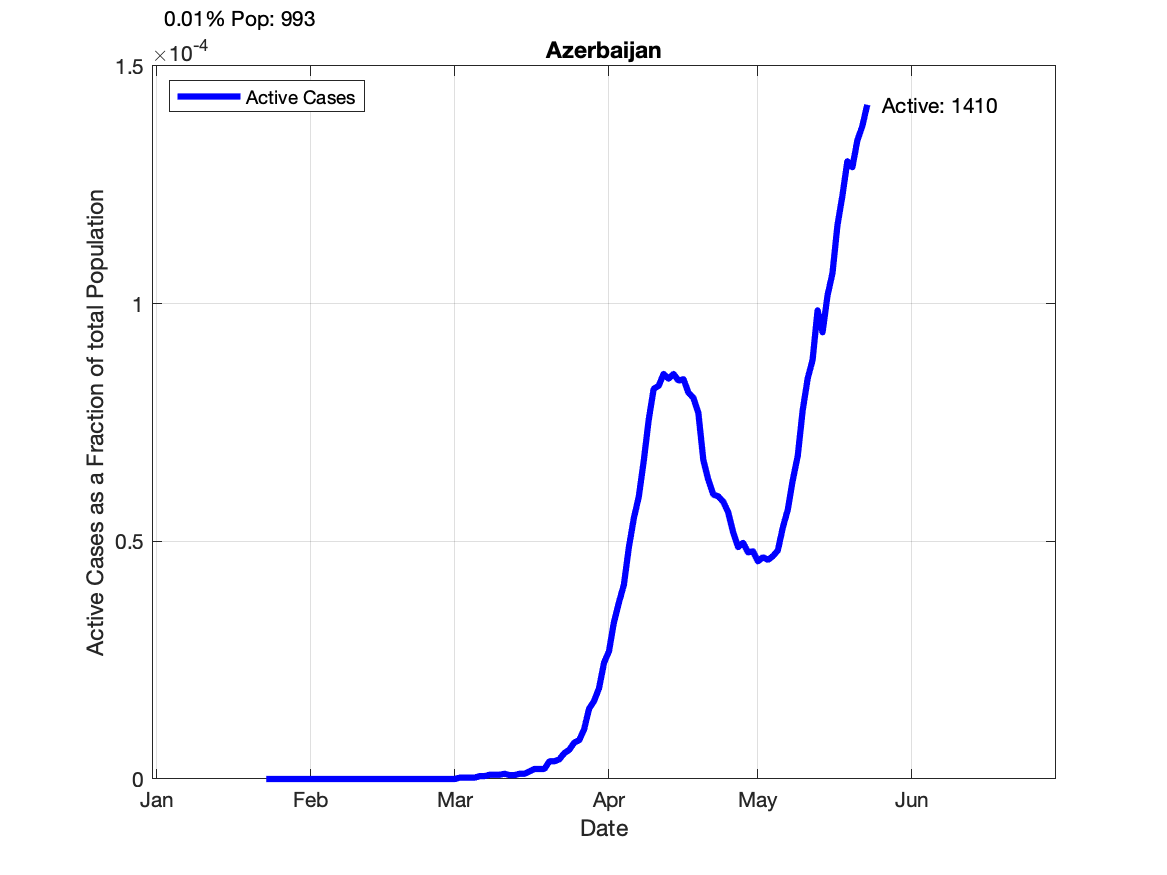 0.01% Pop: 993
×10-4
Azerbaijan
1.5
Active Cases
Active: 1410
1
0.5
0
Active Cases as a Fraction of total Population
Jan Feb Mar Apr May Jun
Date